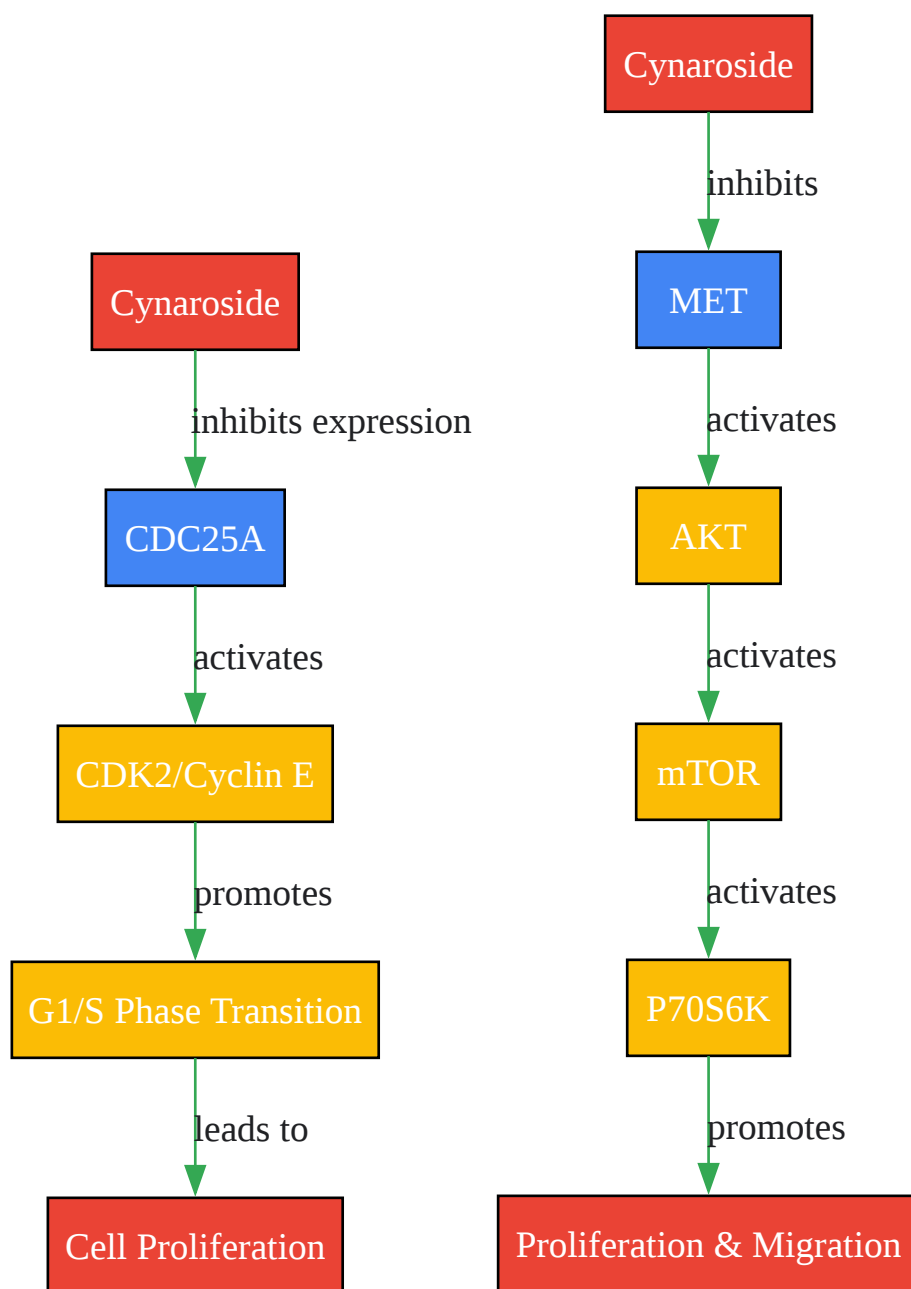 Cynaroside
inhibits expression
CDC25A
activates
CDK2/Cyclin E
promotes
G1/S Phase Transition
leads to
Cell Proliferation
Cynaroside
inhibits
MET
activates
AKT
activates
mTOR
activates
P70S6K
promotes
Proliferation & Migration